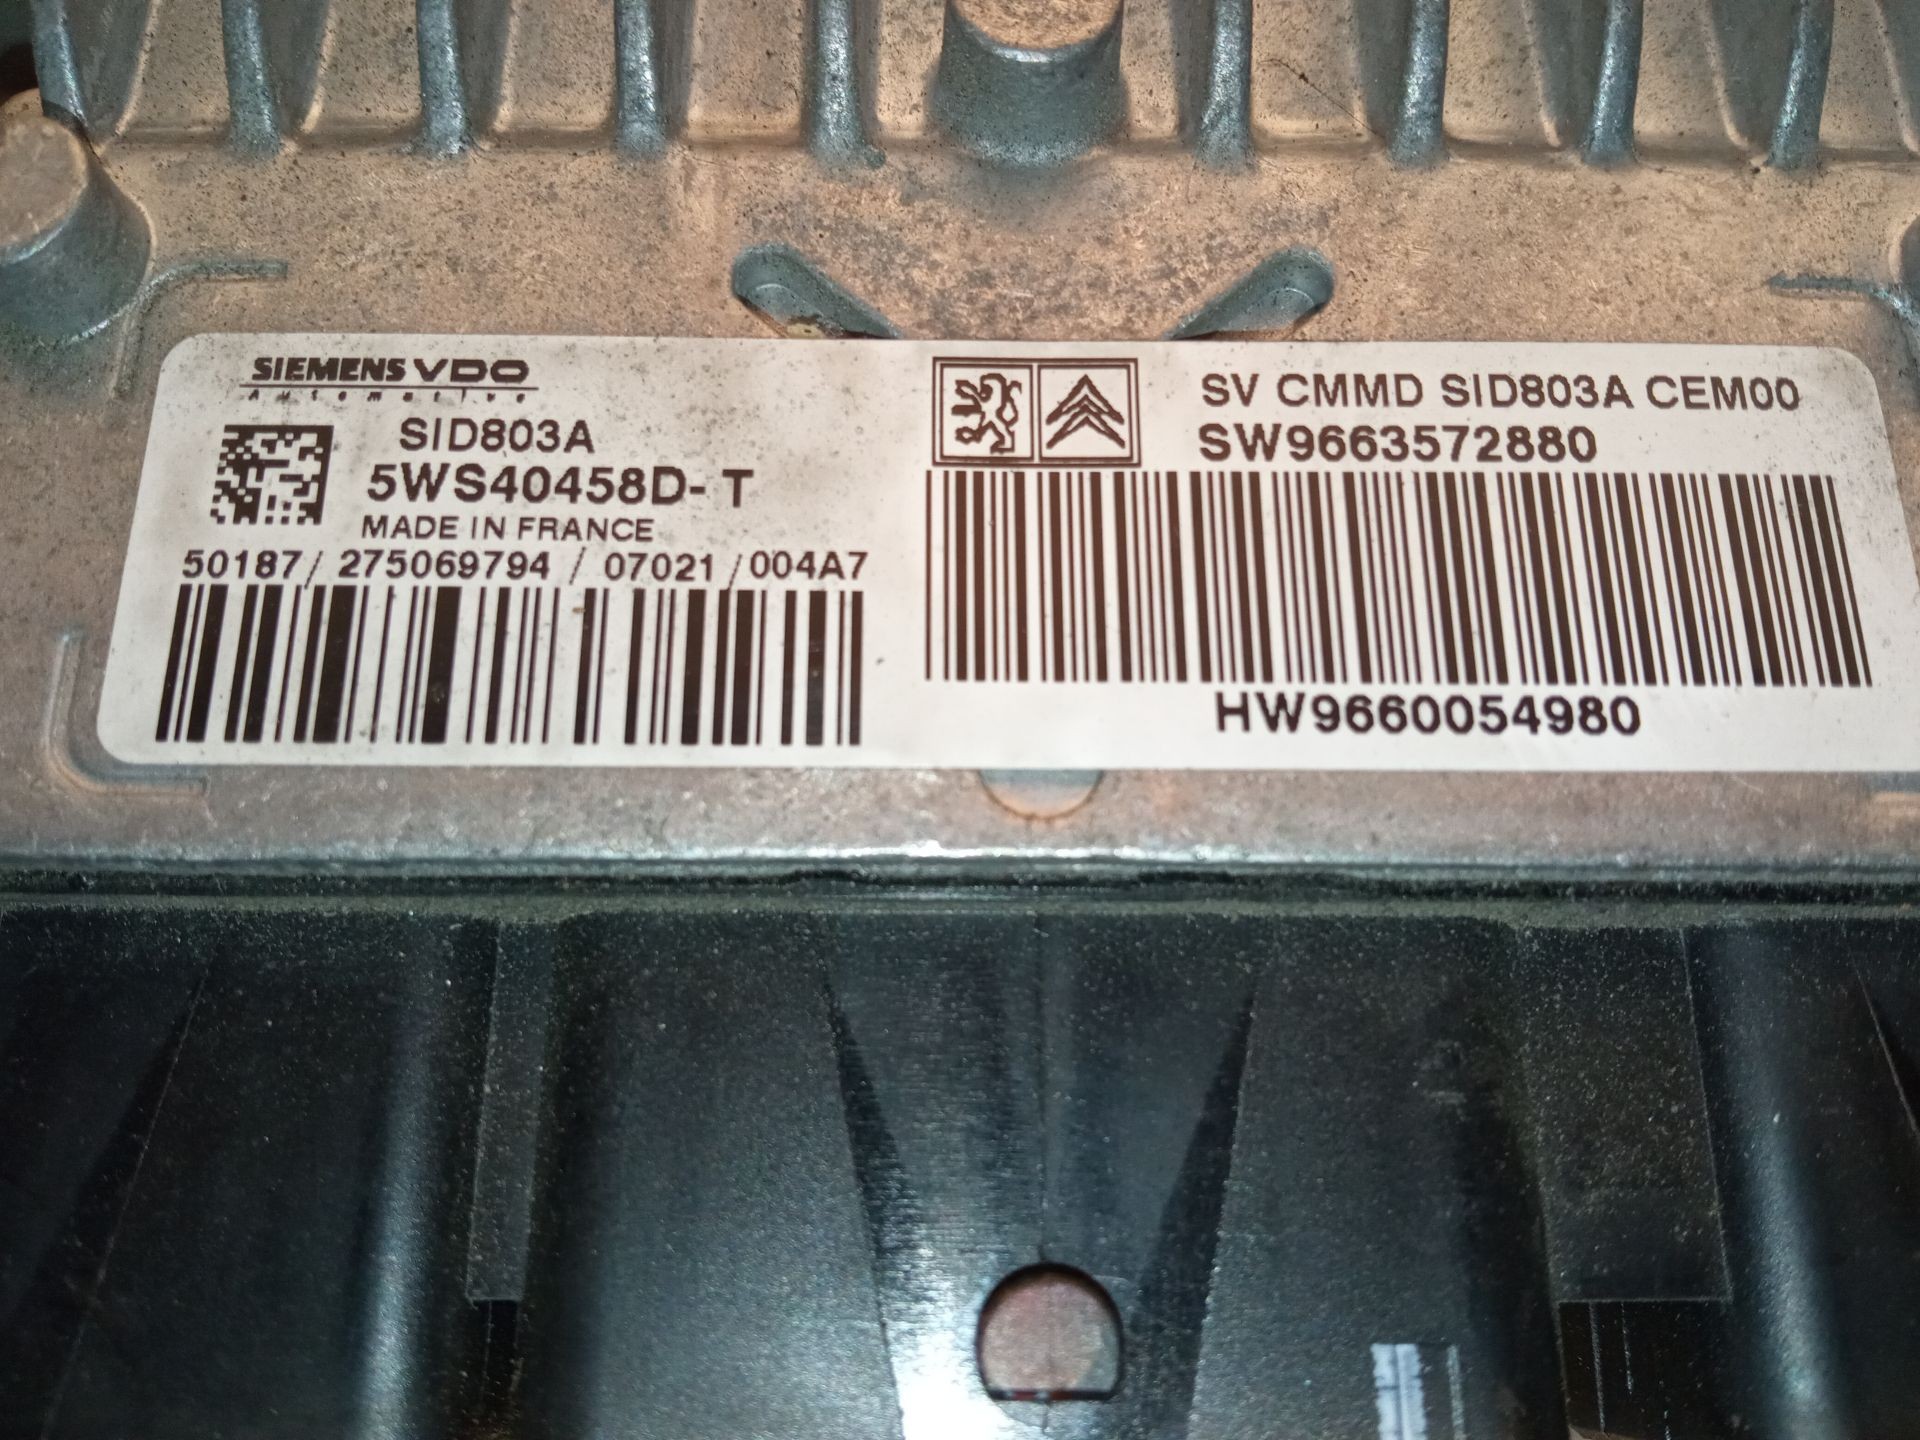 SIEMENS VDO
Automotive
SID803A
5WS40458D-T
MADE IN FRANCE
50187/275069794/07021/004A7
SV CMMD SID803A CEM00
SW9663572880
HW9660054980